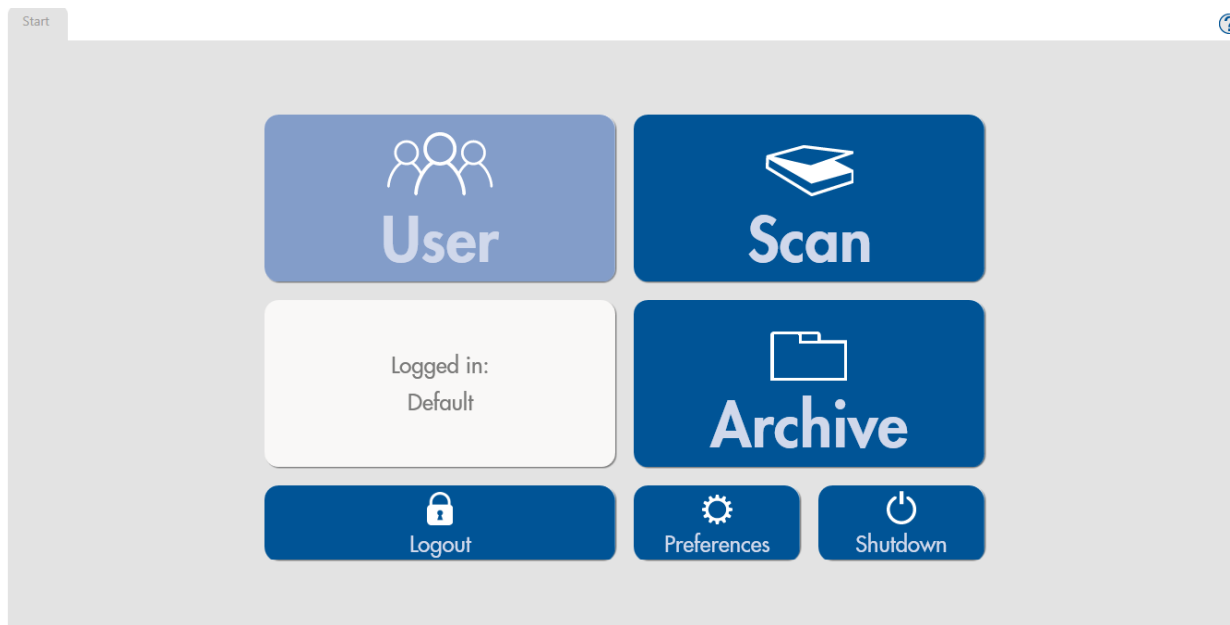 Start
User
Scan
Logged in:
Default
Archive
Logout
Preferences
Shutdown